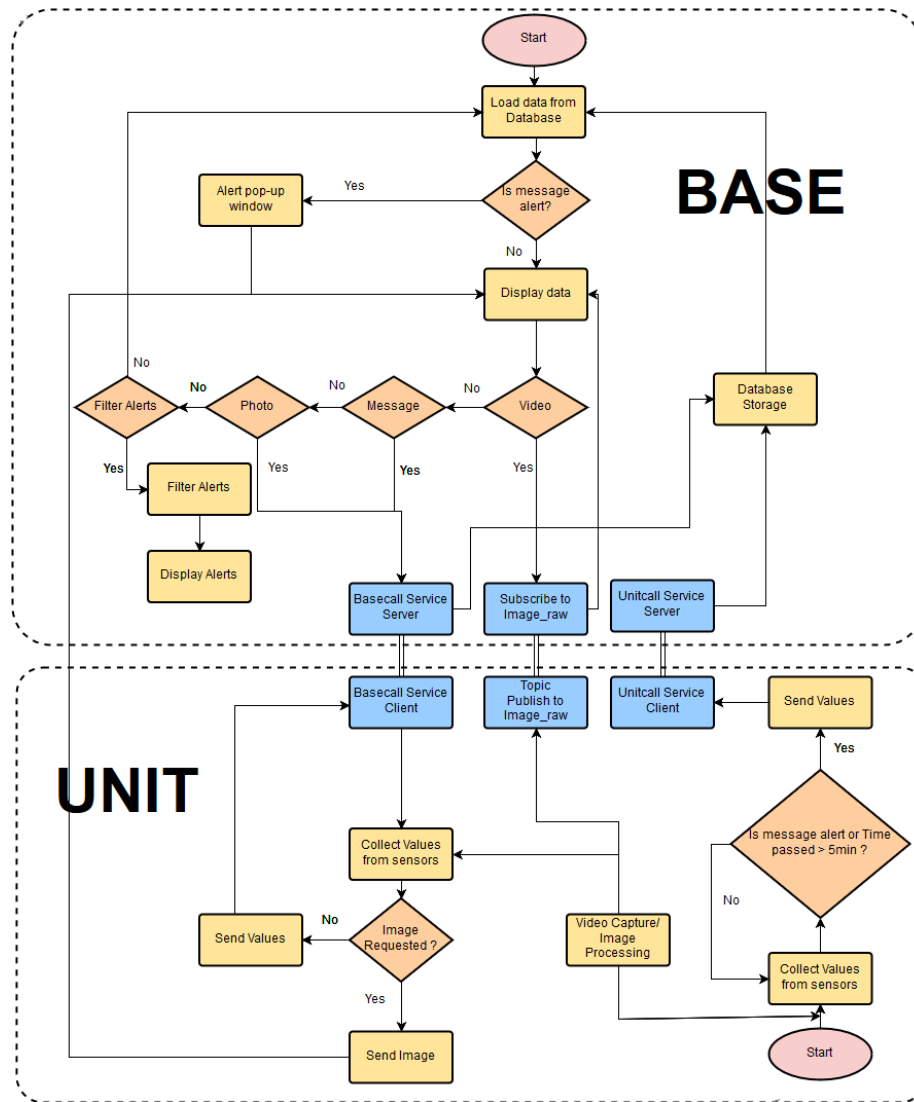 Start
Load data from
Database
BASE
Is message
alert?
Yes
Alert pop-up
window
No
Display data
No
Filter Alerts
No
Photo
No
Message
No
Video
Database
Storage
Yes
Yes
Yes
Yes
Filter Alerts
Display Alerts
Basecall Service
Server
Subscribe to
Image_raw
Unitcall Service
Server
Basecall Service
Client
Topic
Publish to
Image_raw
Unitcall Service
Client
Send Values
Yes
UNIT
Is message alert or Time
passed > 5min ?
Collect Values
from sensors
No
Send Values
No
Image
Requested ?
Video Capture/
Image
Processing
Collect Values
from sensors
Yes
Send Image
Start